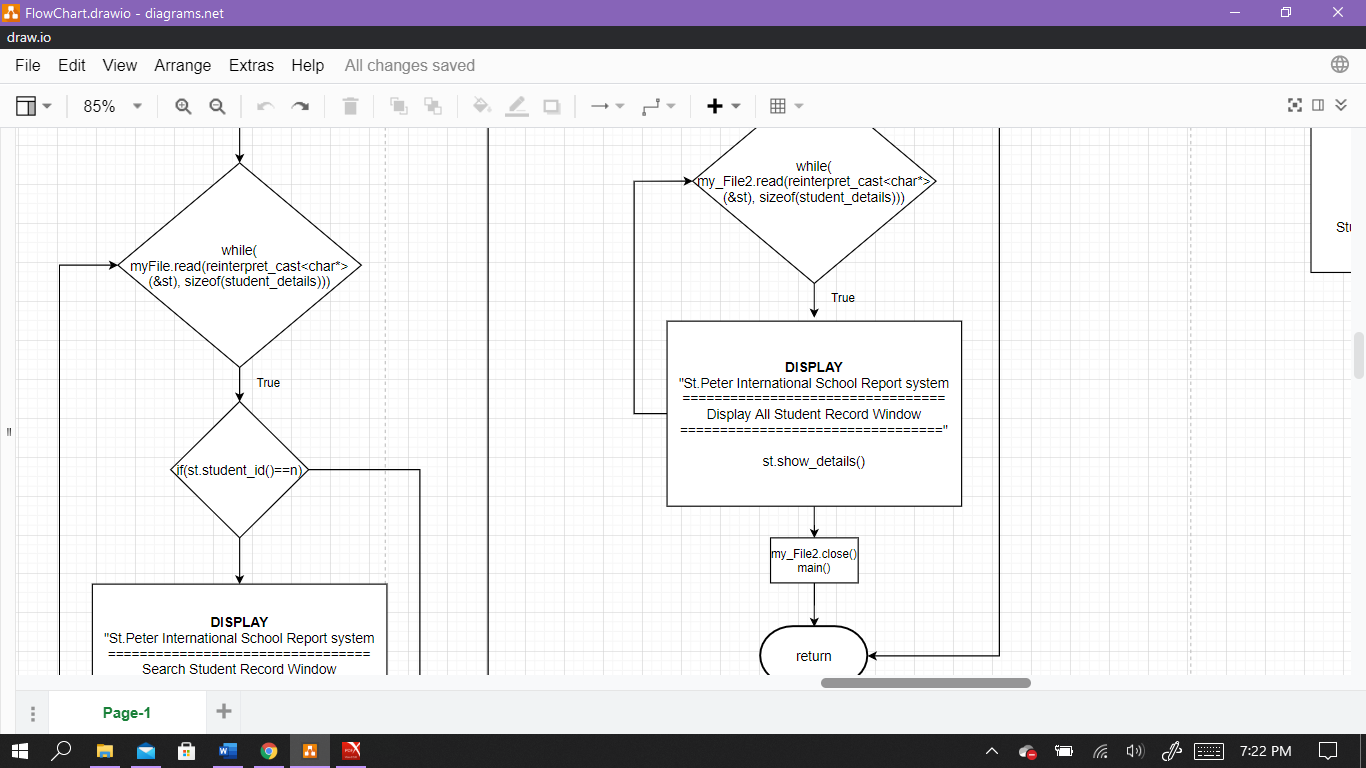 FlowChart.drawio - diagrams.net
draw.io
File Edit View Arrange Extras Help All changes saved
85%
while(
myFile.read(reinterpret_cast<char*>
(&st), sizeof(student_details)))
True
if(st.student_id()==n)
DISPLAY
"St.Peter International School Report system
=================================
Search Student Record Window
while(
my_File2.read(reinterpret_cast<char*>
(&st), sizeof(student_details)))
True
DISPLAY
"St.Peter International School Report system
=================================
Display All Student Record Window
================================="
st.show_details()
my_File2.close()
main()
return
Page-1
7:22 PM